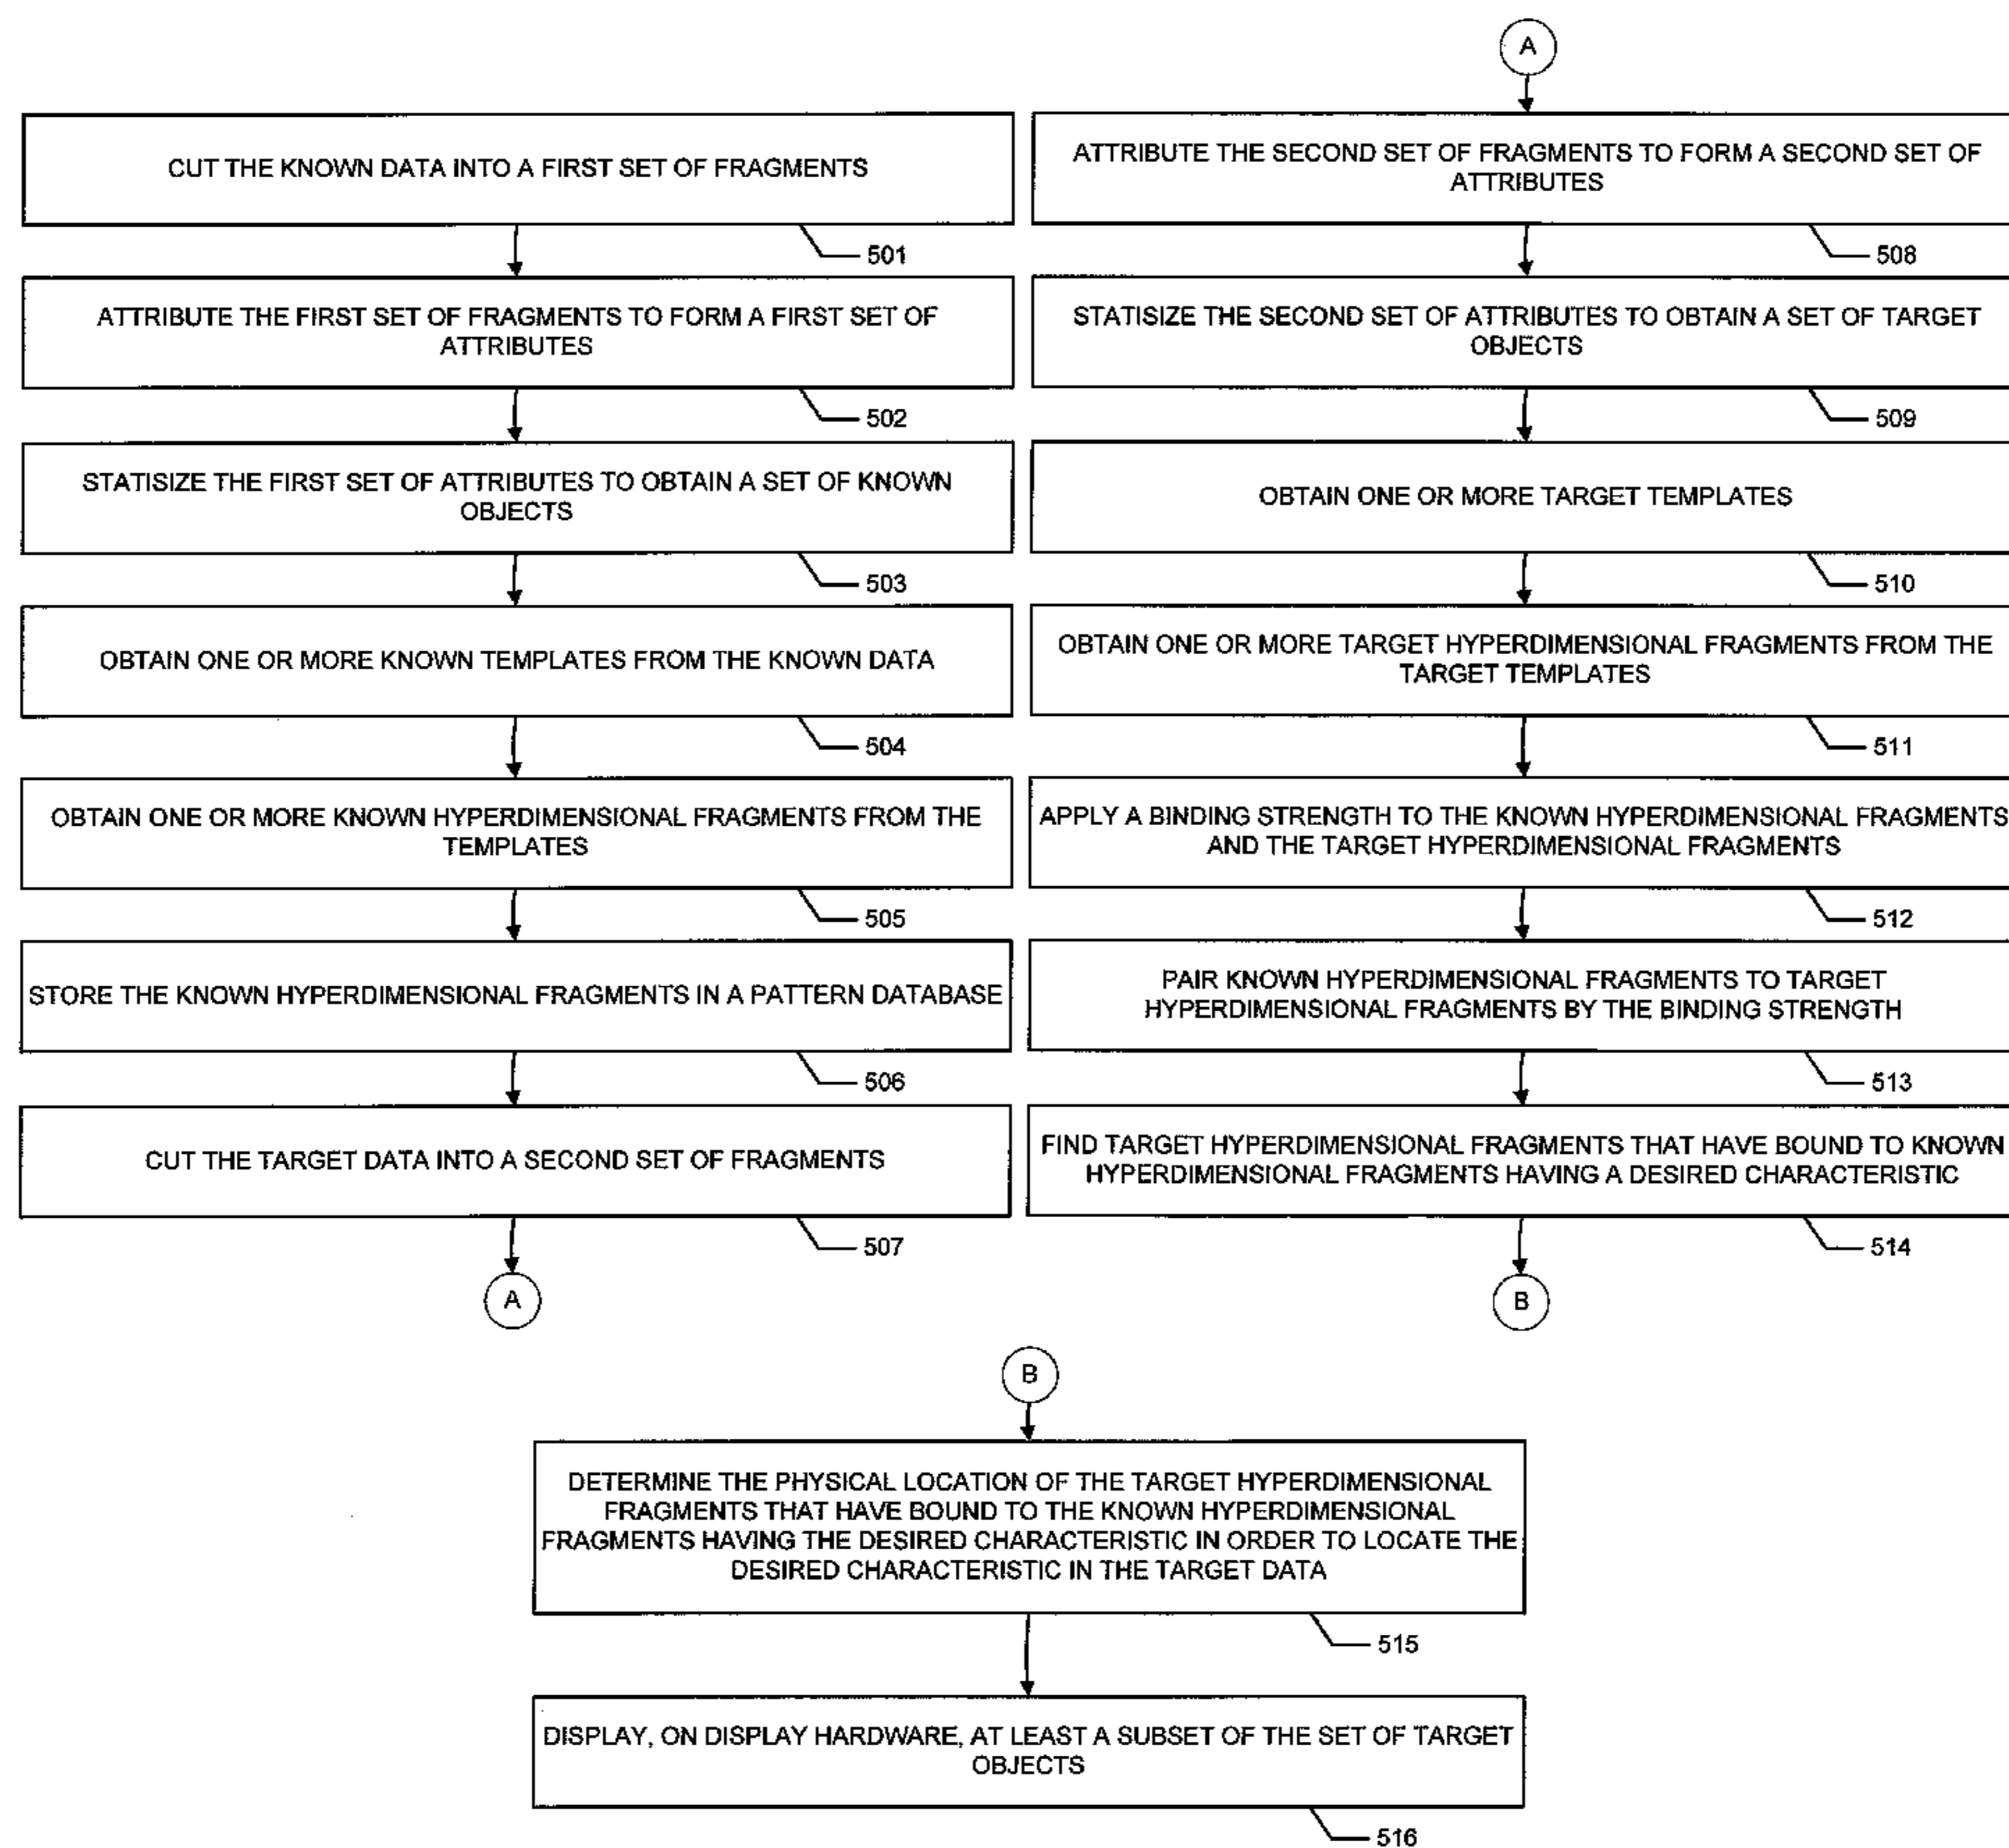 CUT THE KNOWN DATA INTO A FIRST SET OF FRAGMENTS
501
ATTRIBUTE THE FIRST SET OF FRAGMENTS TO FORM A FIRST SET OF
ATTRIBUTES
502
STATISIZE THE FIRST SET OF ATTRIBUTES TO OBTAIN A SET OF KNOWN
OBJECTS
503
OBTAIN ONE OR MORE KNOWN TEMPLATES FROM THE KNOWN DATA
504
OBTAIN ONE OR MORE KNOWN HYPERDIMENSIONAL FRAGMENTS FROM THE
TEMPLATES
505
STORE THE KNOWN HYPERDIMENSIONAL FRAGMENTS IN A PATTERN DATABASE
506
CUT THE TARGET DATA INTO A SECOND SET OF FRAGMENTS
507
A
A
ATTRIBUTE THE SECOND SET OF FRAGMENTS TO FORM A SECOND SET OF
ATTRIBUTES
508
STATISIZE THE SECOND SET OF ATTRIBUTES TO OBTAIN A SET OF TARGET
OBJECTS
509
OBTAIN ONE OR MORE TARGET TEMPLATES
510
OBTAIN ONE OR MORE TARGET HYPERDIMENSIONAL FRAGMENTS FROM THE
TARGET TEMPLATES
511
APPLY A BINDING STRENGTH TO THE KNOWN HYPERDIMENSIONAL FRAGMENTS
AND THE TARGET HYPERDIMENSIONAL FRAGMENTS
512
PAIR KNOWN HYPERDIMENSIONAL FRAGMENTS TO TARGET
HYPERDIMENSIONAL FRAGMENTS BY THE BINDING STRENGTH
513
FIND TARGET HYPERDIMENSIONAL FRAGMENTS THAT HAVE BOUND TO KNOWN
HYPERDIMENSIONAL FRAGMENTS HAVING A DESIRED CHARACTERISTIC
514
B
B
DETERMINE THE PHYSICAL LOCATION OF THE TARGET HYPERDIMENSIONAL
FRAGMENTS THAT HAVE BOUND TO THE KNOWN HYPERDIMENSIONAL
FRAGMENTS HAVING THE DESIRED CHARACTERISTIC IN ORDER TO LOCATE THE
DESIRED CHARACTERISTIC IN THE TARGET DATA
515
DISPLAY, ON DISPLAY HARDWARE, AT LEAST A SUBSET OF THE SET OF TARGET
OBJECTS
516